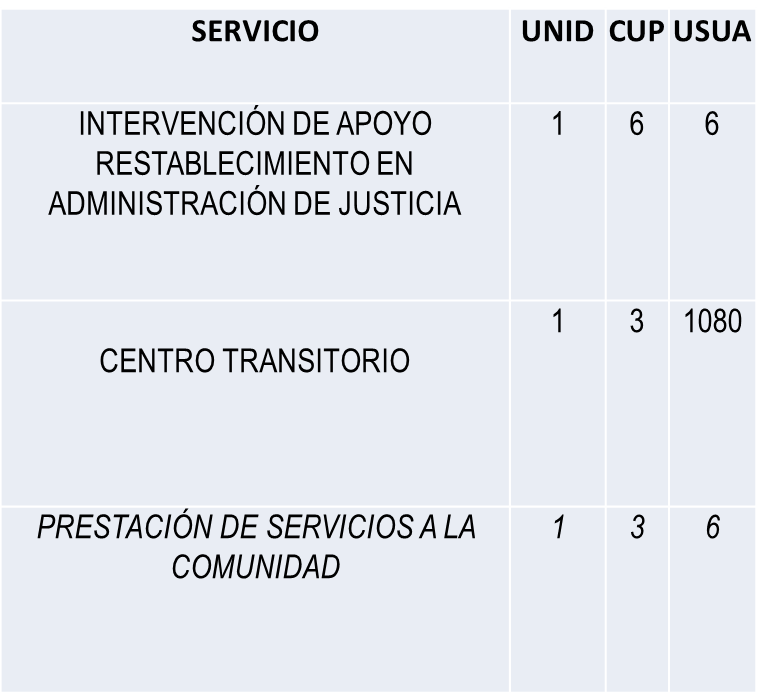 SERVICIO UNID CUP USUA
INTERVENCIÓN DE APOYO 1 6 6
RESTABLECIMIENTO EN
ADMINISTRACIÓN DE JUSTICIA
1 3 1080
CENTRO TRANSITORIO
PRESTACIÓN DE SERVICIOS A LA 1 3 6
COMUNIDAD